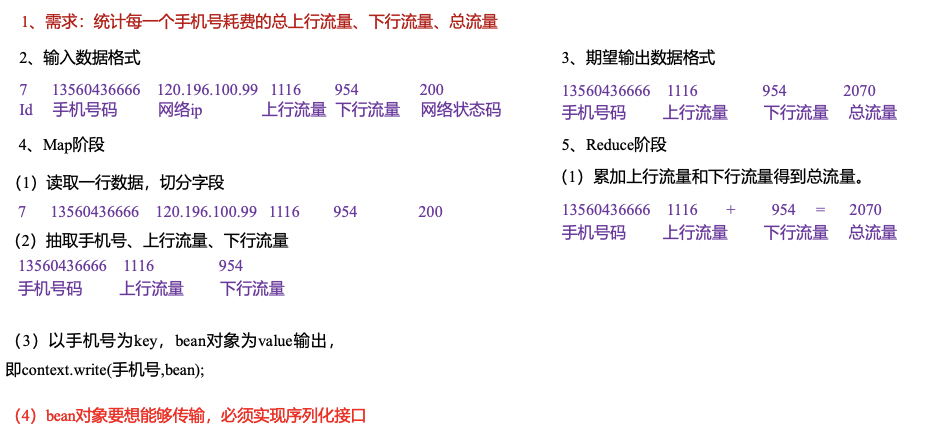 1、需求：统计每一个手机号耗费的总上行流量、下行流量、总流量
2、输入数据格式
7 13560436666 120.196.100.99 1116 954 200
Id 手机号码 网络ip 上行流量 下行流量 网络状态码
3、期望输出数据格式
13560436666 1116 954 2070
手机号码 上行流量 下行流量 总流量
4、Map阶段
（1）读取一行数据，切分字段
7 13560436666 120.196.100.99 1116 954 200
（2）抽取手机号、上行流量、下行流量
13560436666 1116 954
手机号码 上行流量 下行流量
（3）以手机号为key，bean对象为value输出，
即context.write(手机号,bean);
（4）bean对象要想能够传输，必须实现序列化接口
5、Reduce阶段
（1）累加上行流量和下行流量得到总流量。
13560436666 1116 + 954 = 2070
手机号码 上行流量 下行流量 总流量